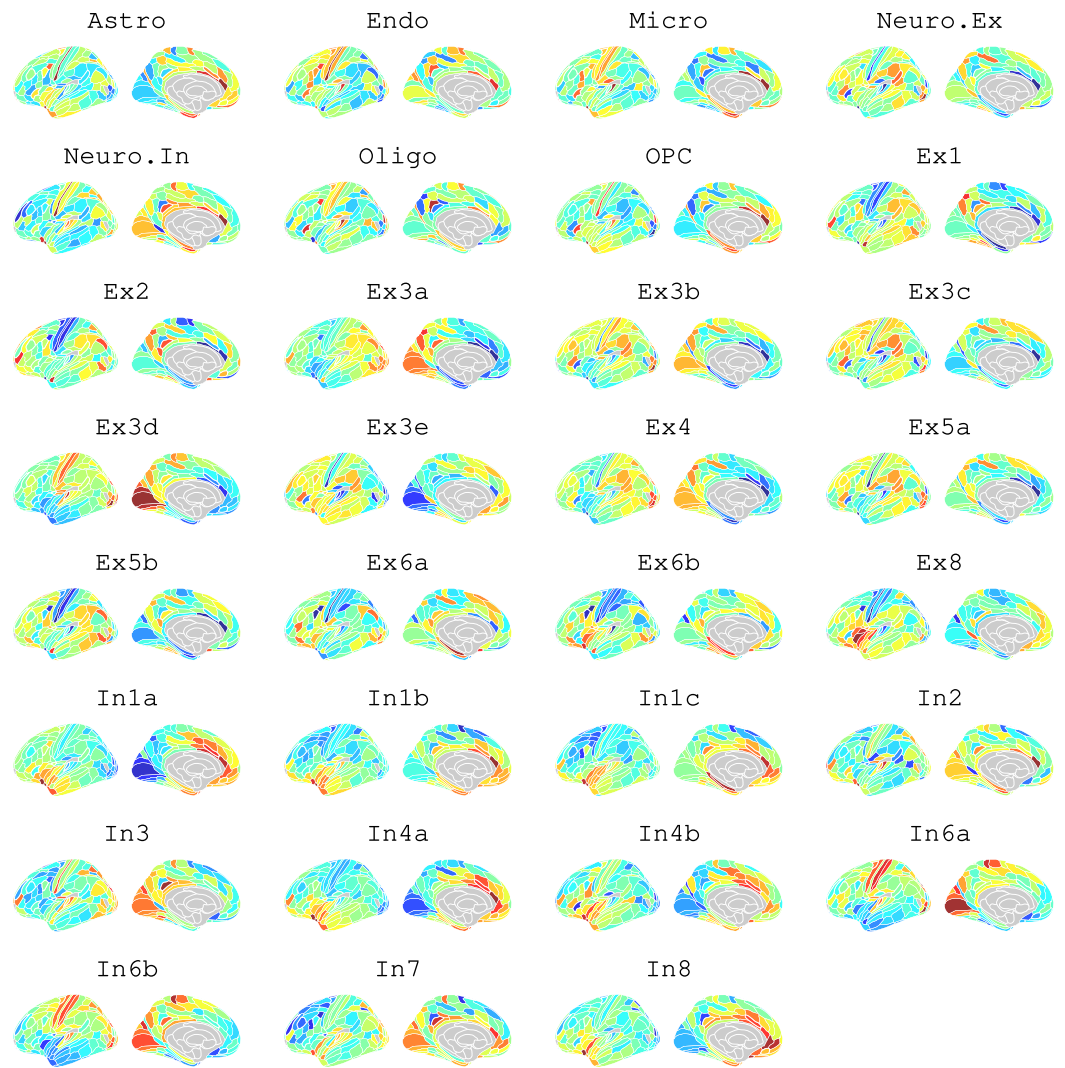 Astro Endo Micro Neuro.Ex
Neuro.In Oligo OPC Ex1
Ex2 Ex3a Ex3b Ex3c
Ex3d Ex3e Ex4 Ex5a
Ex5b Ex6a Ex6b Ex8
In1a In1b In1c In2
In3 In4a In4b In6a
In6b In7 In8